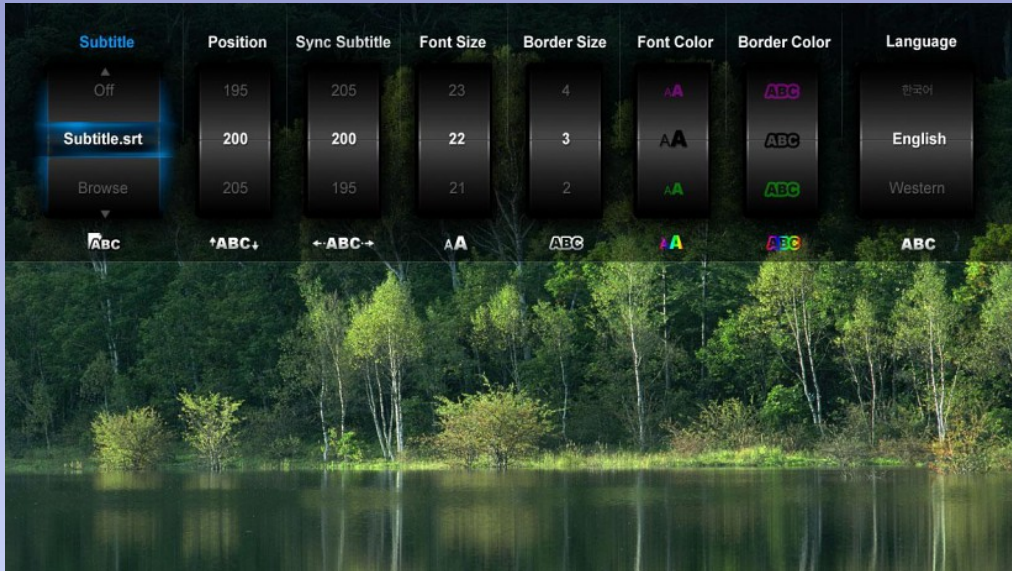 Subtitle Position Sync Subtitle Font Size Border Size Font Color Border Color Language
Off 195 205 23 4 AA ABC 한국어
Subtitle.srt 200 200 22 3 AA ABC English
Browse 205 195 21 2 AA ABC Western
ABC ABC ABC AA ABC AA ABC ABC